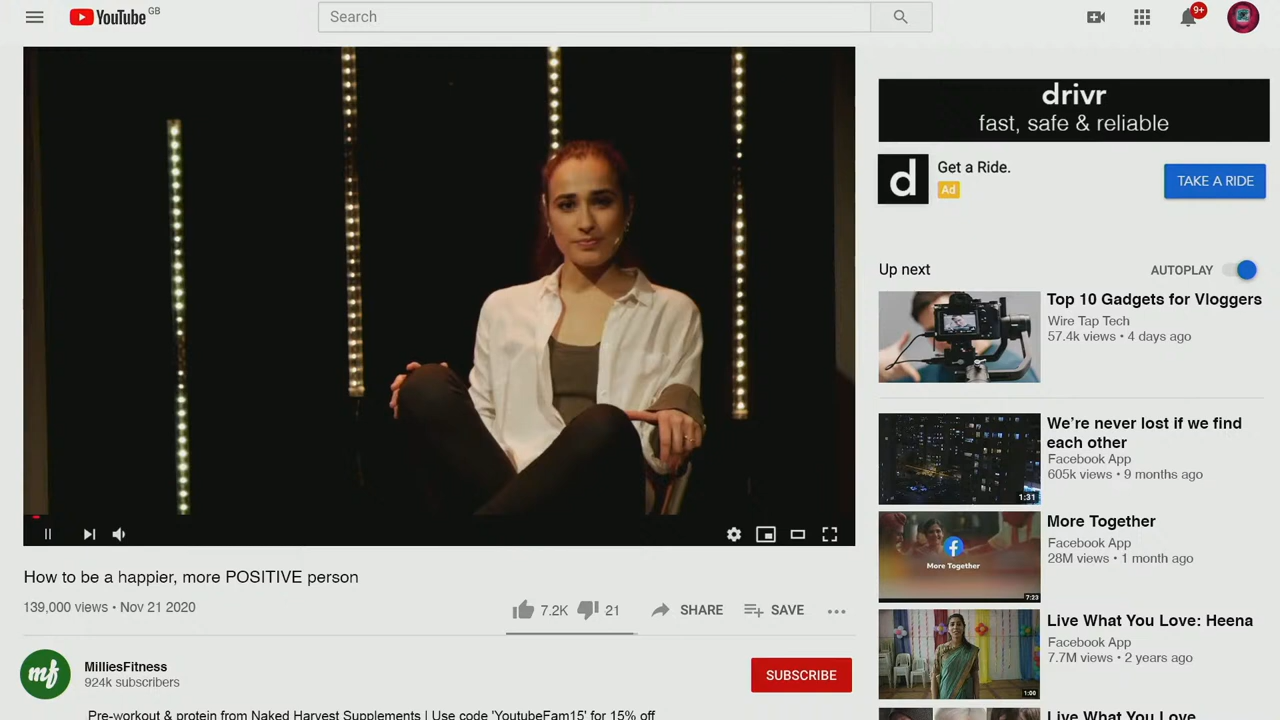 YouTube GB
Search
9+
drivr
fast, safe & reliable
d
Get a Ride.
Ad
TAKE A RIDE
Up next
AUTOPLAY
Top 10 Gadgets for Vloggers
Wire Tap Tech
57.4k views • 4 days ago
We’re never lost if we find
each other
Facebook App
605k views • 9 months ago
1:31
More Together
Facebook App
28M views • 1 month ago
More Together
7:23
Live What You Love: Heena
Facebook App
7.7M views • 2 years ago
1:00
Live What You Love
How to be a happier, more POSITIVE person
139,000 views • Nov 21 2020
7.2K
21
SHARE
SAVE
mf
MilliesFitness
924k subscribers
SUBSCRIBE
Pre-workout & protein from Naked Harvest Supplements | Use code 'YoutubeFam15' for 15% off